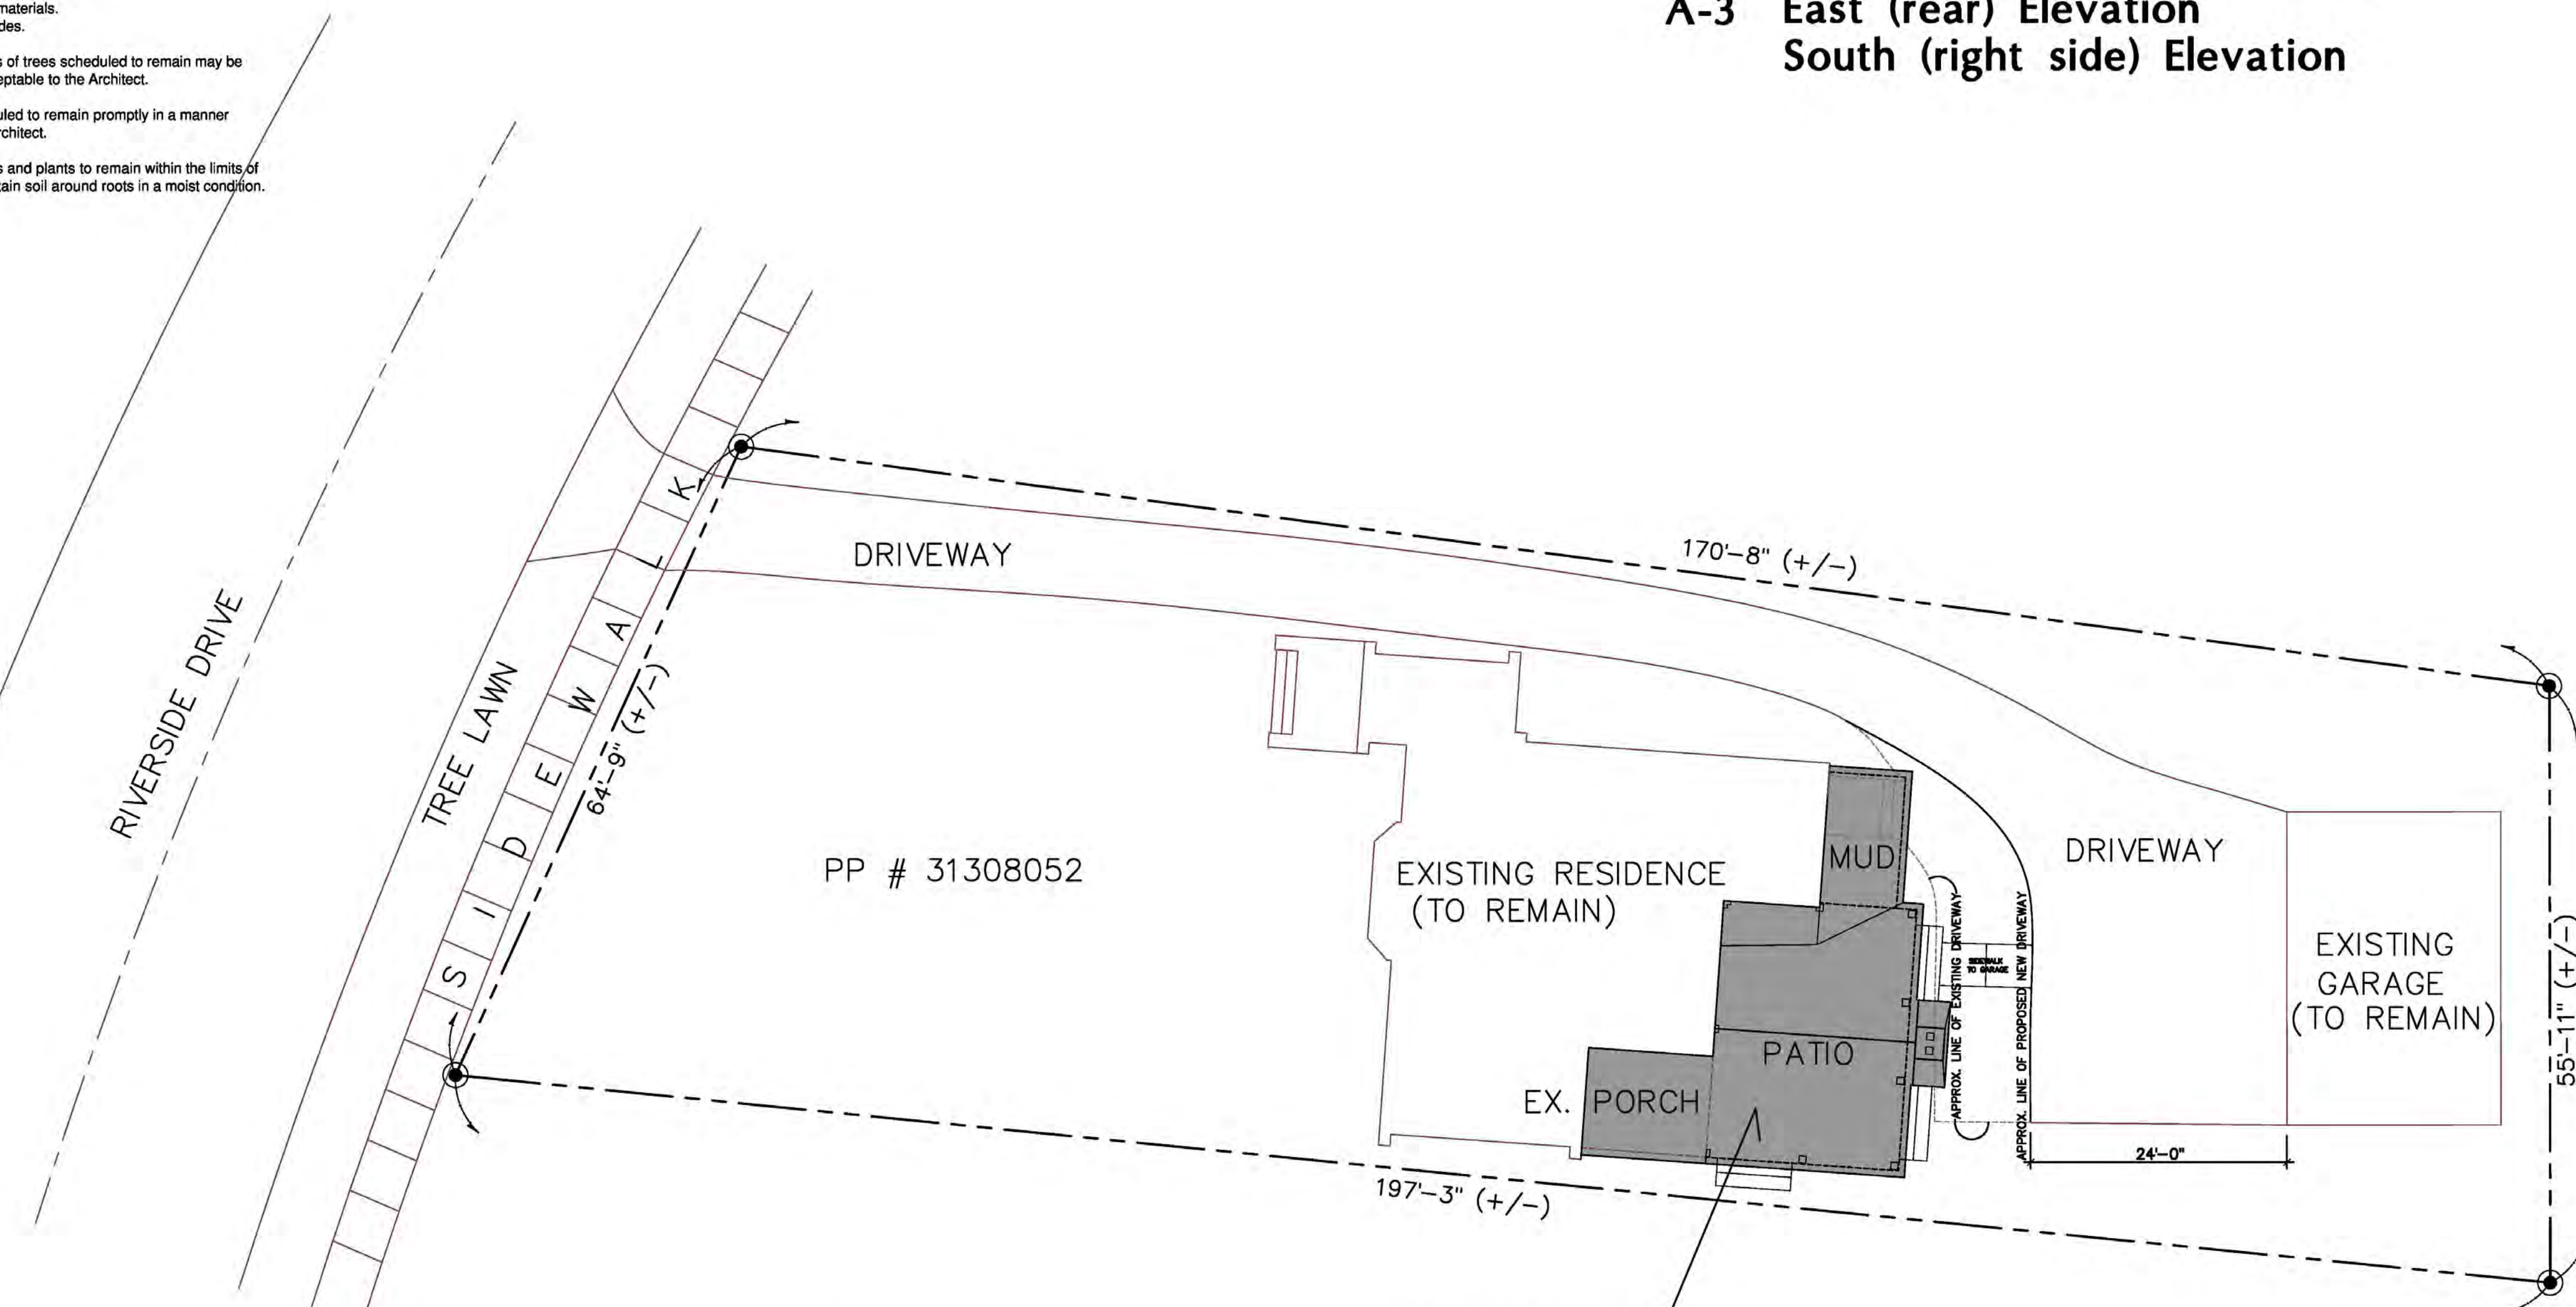 naterials.
des.
s of trees scheduled to remain may be
eptable to the Architect.
uled to remain promptly in a manner
rchitect.
s and plants to remain within the limits of
tain soil around roots in a moist condition.
A-3 East (rear) Elevation
South (right side) Elevation
RIVERSIDE DRIVE
TREE LAWN
SIDEWALK
64'-9" (+/-)
DRIVEWAY
170'-8" (+/-)
PP # 31308052
EXISTING RESIDENCE
(TO REMAIN)
MUD
PATIO
EX. PORCH
APPROX. LINE OF EXISTING DRIVEWAY
SIDEWALK
TO GARAGE
APPROX. LINE OF PROPOSED NEW DRIVEWAY
DRIVEWAY
EXISTING
GARAGE
(TO REMAIN)
55'-11" (+/-)
24'-0"
197'-3" (+/-)